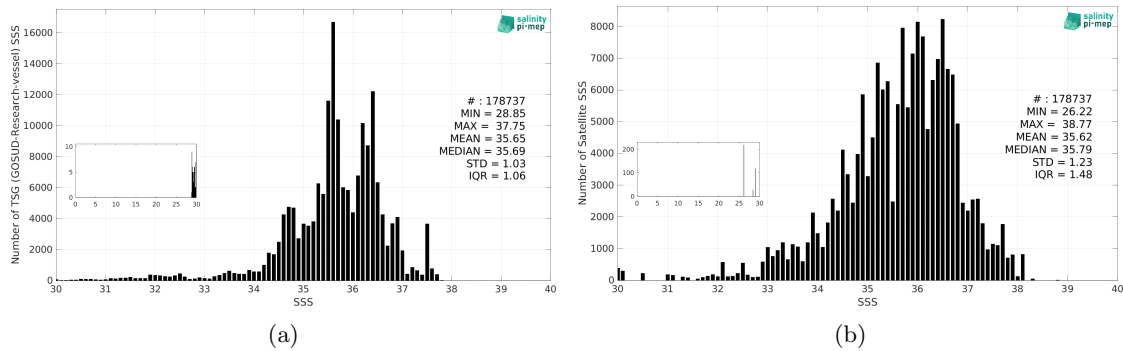 salinity
pi-mep
Number of TSG (GOSUD-Research-vessel) SSS
16000
14000
12000
10000
8000
6000
4000
2000
0
# : 178737
MIN = 28.85
MAX = 37.75
MEAN = 35.65
MEDIAN = 35.69
STD = 1.03
IQR = 1.06
10
5
0
0 5 10 15 20 25 30
30 31 32 33 34 35 36 37 38 39 40
SSS
(a)
salinity
pi-mep
Number of Satellite SSS
8000
7000
6000
5000
4000
3000
2000
1000
0
# : 178737
MIN = 26.22
MAX = 38.77
MEAN = 35.62
MEDIAN = 35.79
STD = 1.23
IQR = 1.48
200
100
0
0 5 10 15 20 25 30
30 31 32 33 34 35 36 37 38 39 40
SSS
(b)